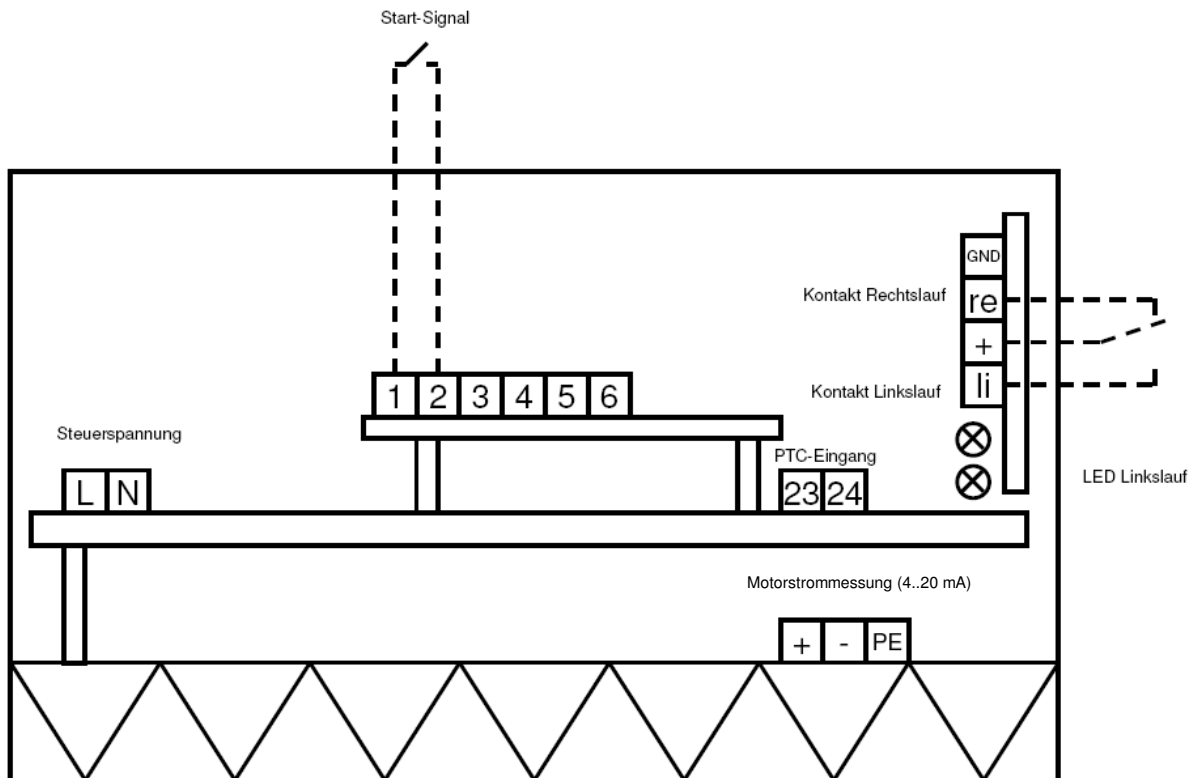 Start-Signal
GND
Kontakt Rechtslauf
re
+
Kontakt Linkslauf
li
1 2 3 4 5 6
Steuerspannung
L N
PTC-Eingang
23 24
LED Linkslauf
Motorstrommessung (4..20 mA)
+ - PE